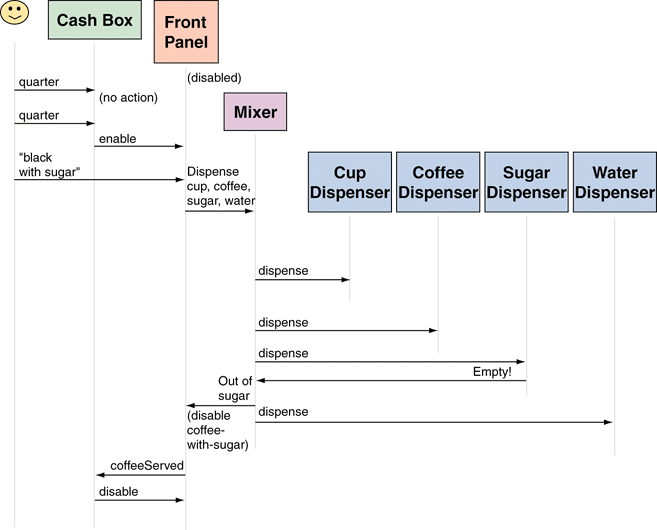 Cash Box
Front
Panel
quarter
(disabled)
(no action)
Mixer
quarter
enable
"black
with sugar"
Dispense
cup, coffee,
sugar, water
Cup
Dispenser
Coffee
Dispenser
Sugar
Dispenser
Water
Dispenser
dispense
dispense
dispense
Empty!
Out of
sugar
(disable
coffee-
with-sugar)
dispense
coffeeServed
disable